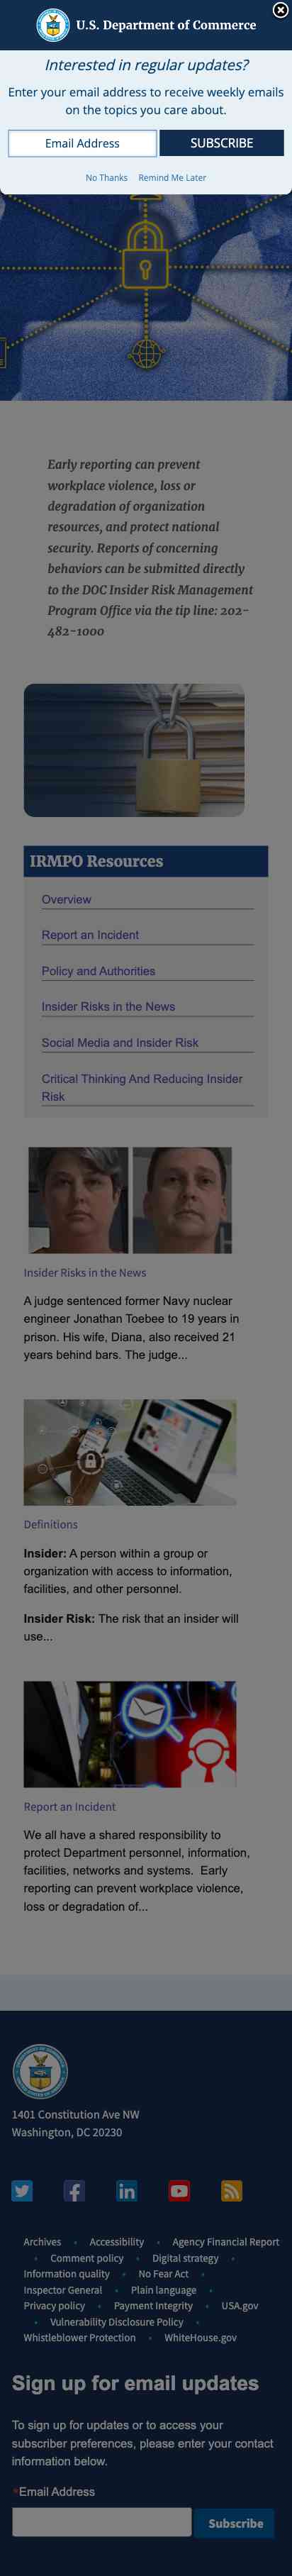 U.S. Department of Commerce
Interested in regular updates?
Enter your email address to receive weekly emails
on the topics you care about.
Email Address
SUBSCRIBE
No Thanks Remind Me Later
Early reporting can prevent
workplace violence, loss or
degradation of organization
resources, and protect national
security. Reports of concerning
behaviors can be submitted directly
to the DOC Insider Risk Management
Program Office via the tip line: 202-
482-1000
IRMPO Resources
Overview
Report an Incident
Policy and Authorities
Insider Risks in the News
Social Media and Insider Risk
Critical Thinking And Reducing Insider
Risk
Insider Risks in the News
A judge sentenced former Navy nuclear
engineer Jonathan Toebee to 19 years in
prison. His wife, Diana, also received 21
years behind bars. The judge...
Definitions
Insider: A person within a group or
organization with access to information,
facilities, and other personnel.
Insider Risk: The risk that an insider will
use...
Report an Incident
We all have a shared responsibility to
protect Department personnel, information,
facilities, networks and systems. Early
reporting can prevent workplace violence,
loss or degradation of...
1401 Constitution Ave NW
Washington, DC 20230
Archives • Accessibility • Agency Financial Report
• Comment policy • Digital strategy •
Information quality • No Fear Act •
Inspector General • Plain language •
Privacy policy • Payment Integrity • USA.gov
• Vulnerability Disclosure Policy •
Whistleblower Protection • WhiteHouse.gov
Sign up for email updates
To sign up for updates or to access your
subscriber preferences, please enter your contact
information below.
*Email Address
Subscribe